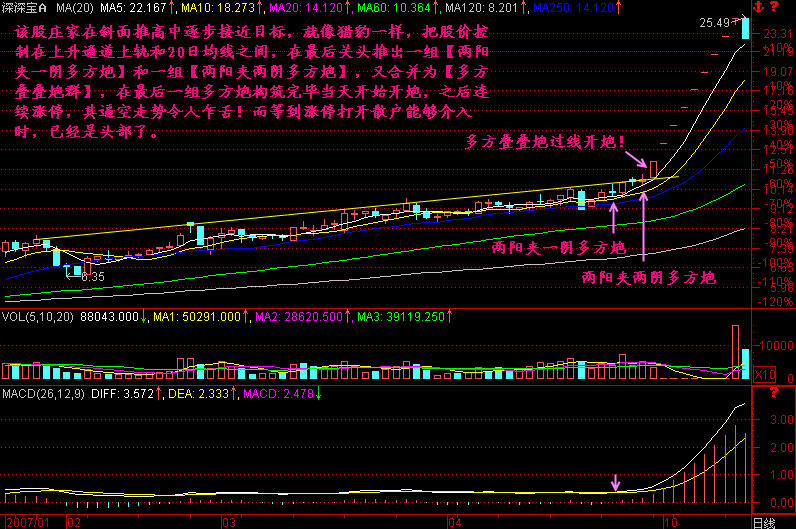 深深宝A MA(20) MA5: 22.167↑, MA10: 18.273↑, MA20: 14.120↑, MA60: 10.364↑, MA120: 8.201↑, MA250: 14.120↑
该股庄家在斜面推高中逐步接近目标，就像猎豹一样，把股价控
制在上升通道上轨和20日均线之间，在最后关头推出一组【两阳
夹一阴多方炮】和一组【两阳夹两阴多方炮】，又合并为【多方
叠叠炮群】，在最后一组多方炮构筑完毕当天开始开炮，之后连
续涨停，其逼空走势令人乍舌！而等到涨停打开散户能够介入
时，已经是头部了。
25.49
23.31
19.07
多方叠叠炮过线开炮！
两阳夹一阴多方炮
两阳夹两阴多方炮
6.35
-120%
VOL(5,10,20) 88043.000↓, MA1: 50291.000↑, MA2: 28620.500↑, MA3: 39119.250↑
10000
X10
MACD(26,12,9) DIFF: 3.572↑, DEA: 2.333↑, MACD: 2.478↓
3.00
2.00
1.00
0.00
2007/01 02 03 04 10 日线